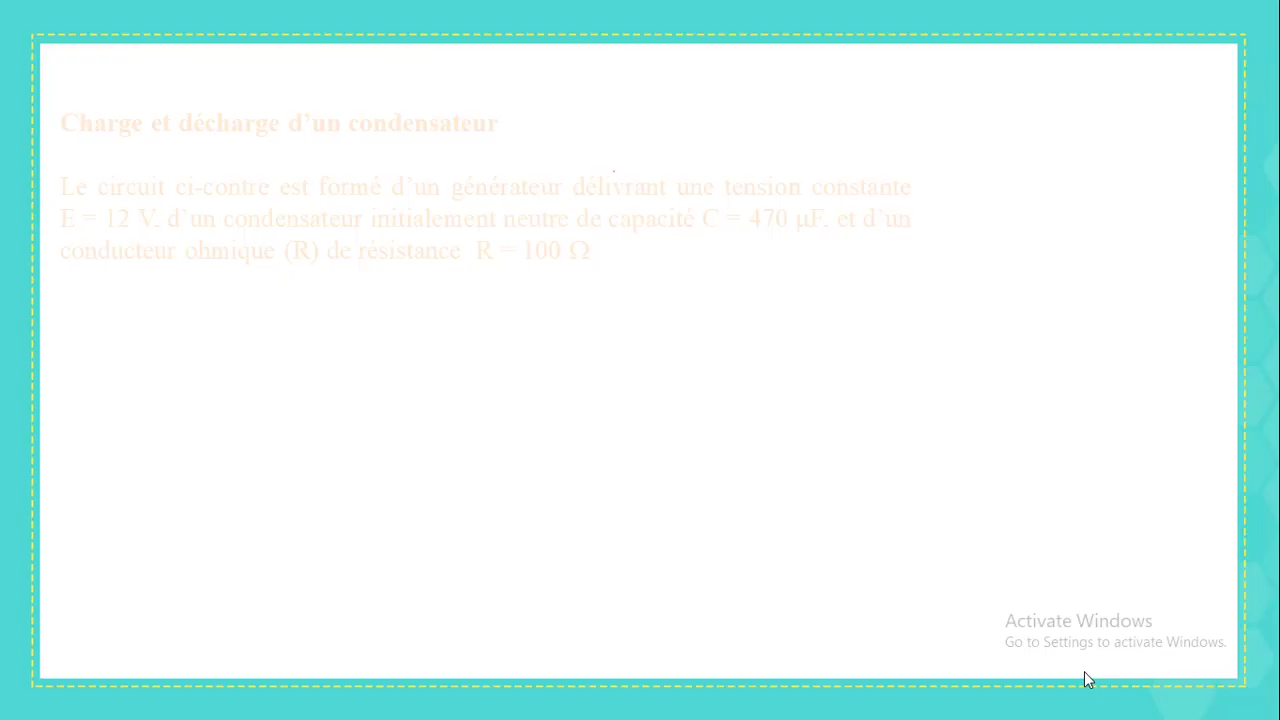 Charge et décharge d’un condensateur
Le circuit ci-contre est formé d’un générateur délivrant une tension constante
E = 12 V, d’un condensateur initialement neutre de capacité C = 470 µF, et d’un
conducteur ohmique (R) de résistance R = 100 Ω
Activate Windows
Go to Settings to activate Windows.